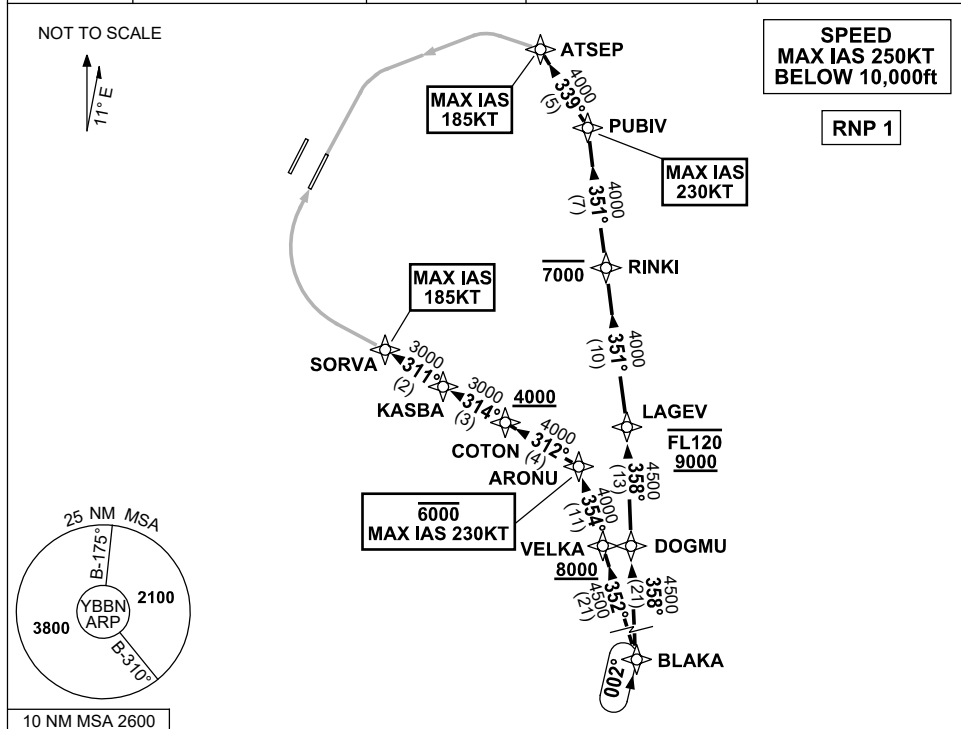 NOT TO SCALE
11° E
SPEED
MAX IAS 250KT
BELOW 10,000ft
RNP 1
ATSEP
MAX IAS
185KT
4000
339°
(5)
PUBIV
MAX IAS
230KT
4000
351°
(7)
RINKI
7000
4000
351°
(10)
LAGEV
FL120
9000
4500
358°
(13)
DOGMU
4500
358°
(21)
BLAKA
002°
MAX IAS
185KT
SORVA
3000
311°
(2)
KASBA
3000
314°
(3)
4000
COTON
4000
312°
(4)
ARONU
6000
MAX IAS 230KT
4000
354°
(11)
VELKA
8000
4500
352°
(21)
25 NM MSA
B-175°
YBBN
ARP
2100
3800
B-310°
10 NM MSA 2600